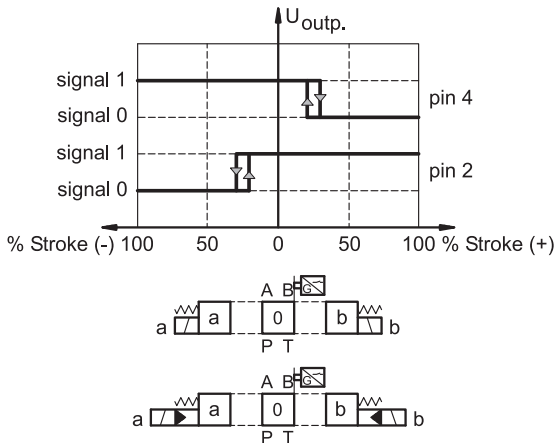 U outp.
signal 1
signal 0
pin 4
signal 1
signal 0
pin 2
% Stroke (-) 100 50 0 50 100 % Stroke (+)
A B G
a a 0 b b
P T
A B G
a a 0 b b
P T